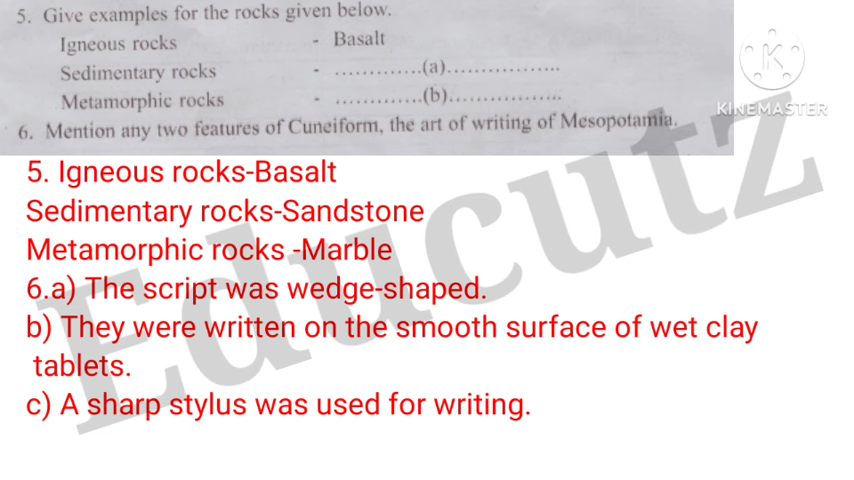 5. Give examples for the rocks given below.
Igneous rocks - Basalt
Sedimentary rocks - .............(a)................
Metamorphic rocks - .............(b)................
6. Mention any two features of Cuneiform, the art of writing of Mesopotamia.
KINEMASTER
5. Igneous rocks-Basalt
Sedimentary rocks-Sandstone
Metamorphic rocks -Marble
6.a) The script was wedge-shaped.
b) They were written on the smooth surface of wet clay
tablets.
c) A sharp stylus was used for writing.
Educutz